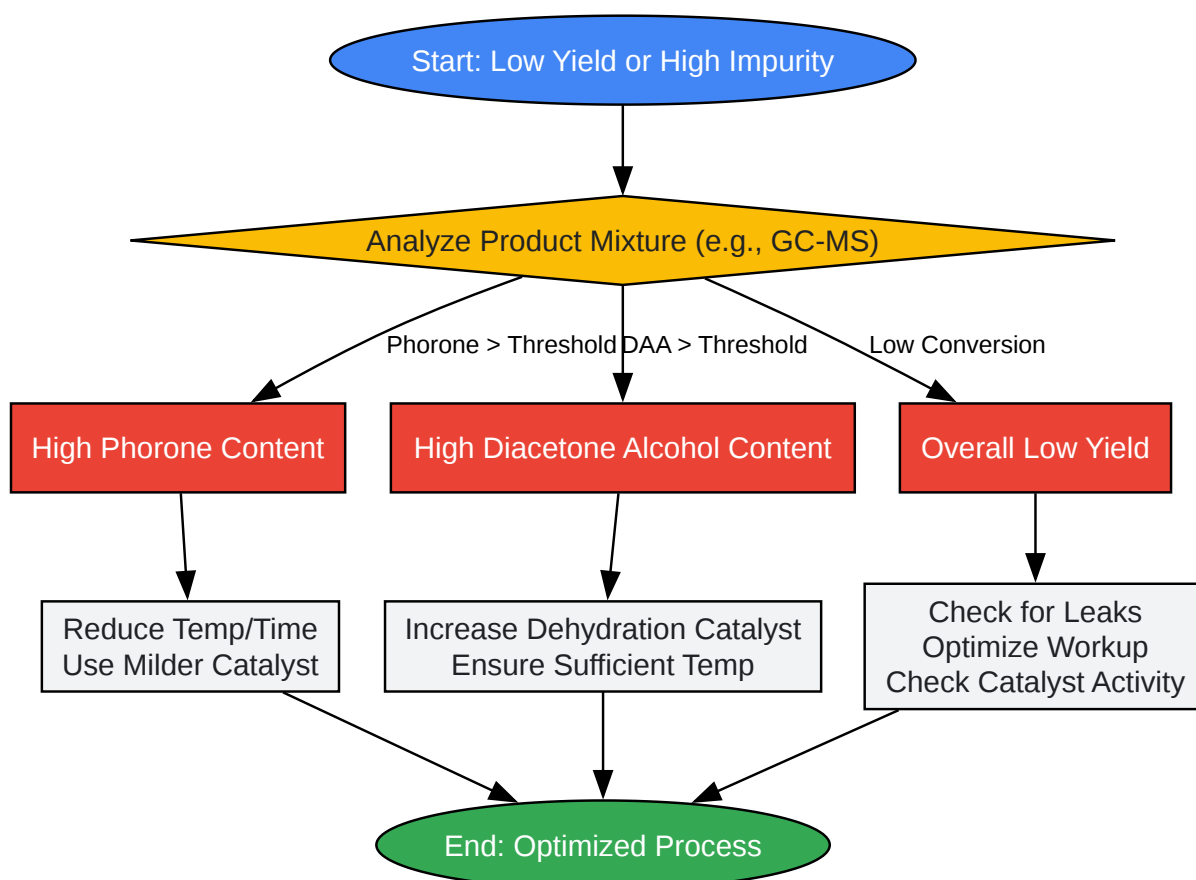 Start: Low Yield or High Impurity
Analyze Product Mixture (e.g., GC-MS)
Phorone > Threshold
DAA > Threshold
Low Conversion
High Phorone Content
High Diacetone Alcohol Content
Overall Low Yield
Reduce Temp/Time
Use Milder Catalyst
Increase Dehydration Catalyst
Ensure Sufficient Temp
Check for Leaks
Optimize Workup
Check Catalyst Activity
End: Optimized Process